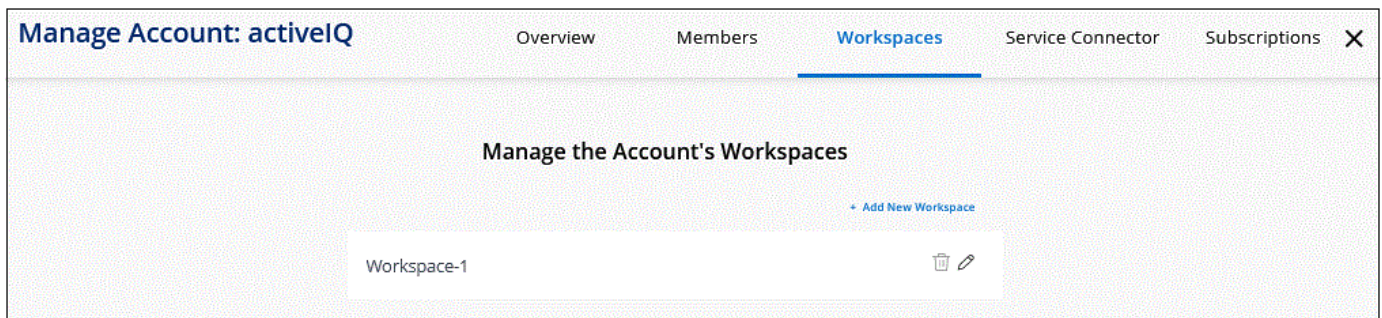 Manage Account: activeIQ
Overview Members Workspaces Service Connector Subscriptions
Manage the Account's Workspaces
+ Add New Workspace
Workspace-1